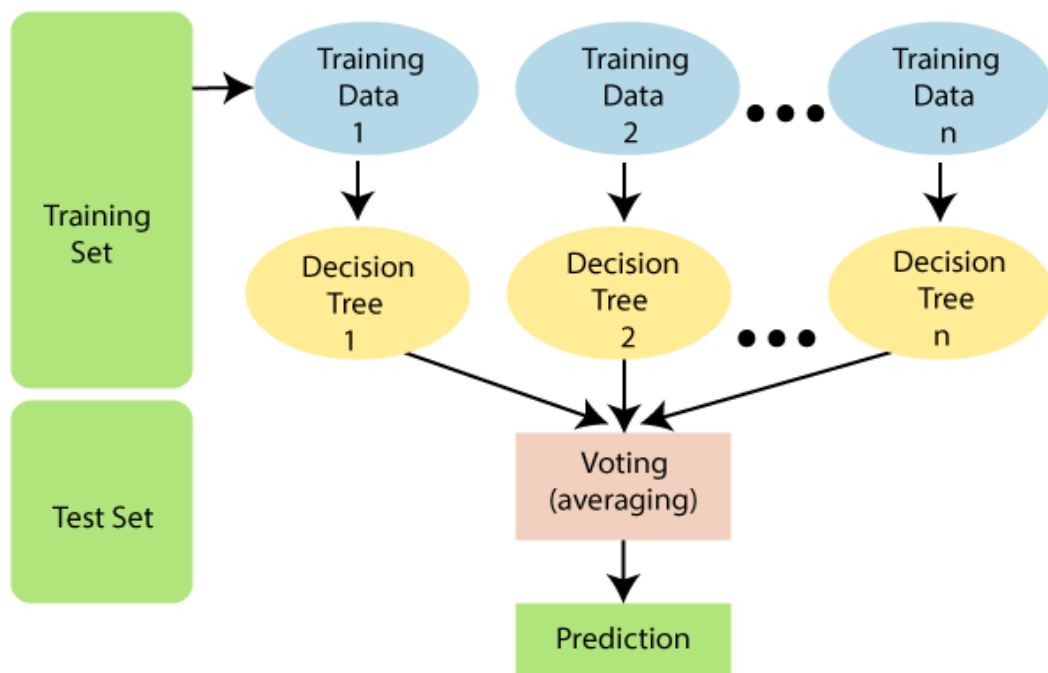 Training
Data
1
Training
Data
2
Training
Data
n
Training
Set
Decision
Tree
1
Decision
Tree
2
Decision
Tree
n
Voting
(averaging)
Test Set
Prediction